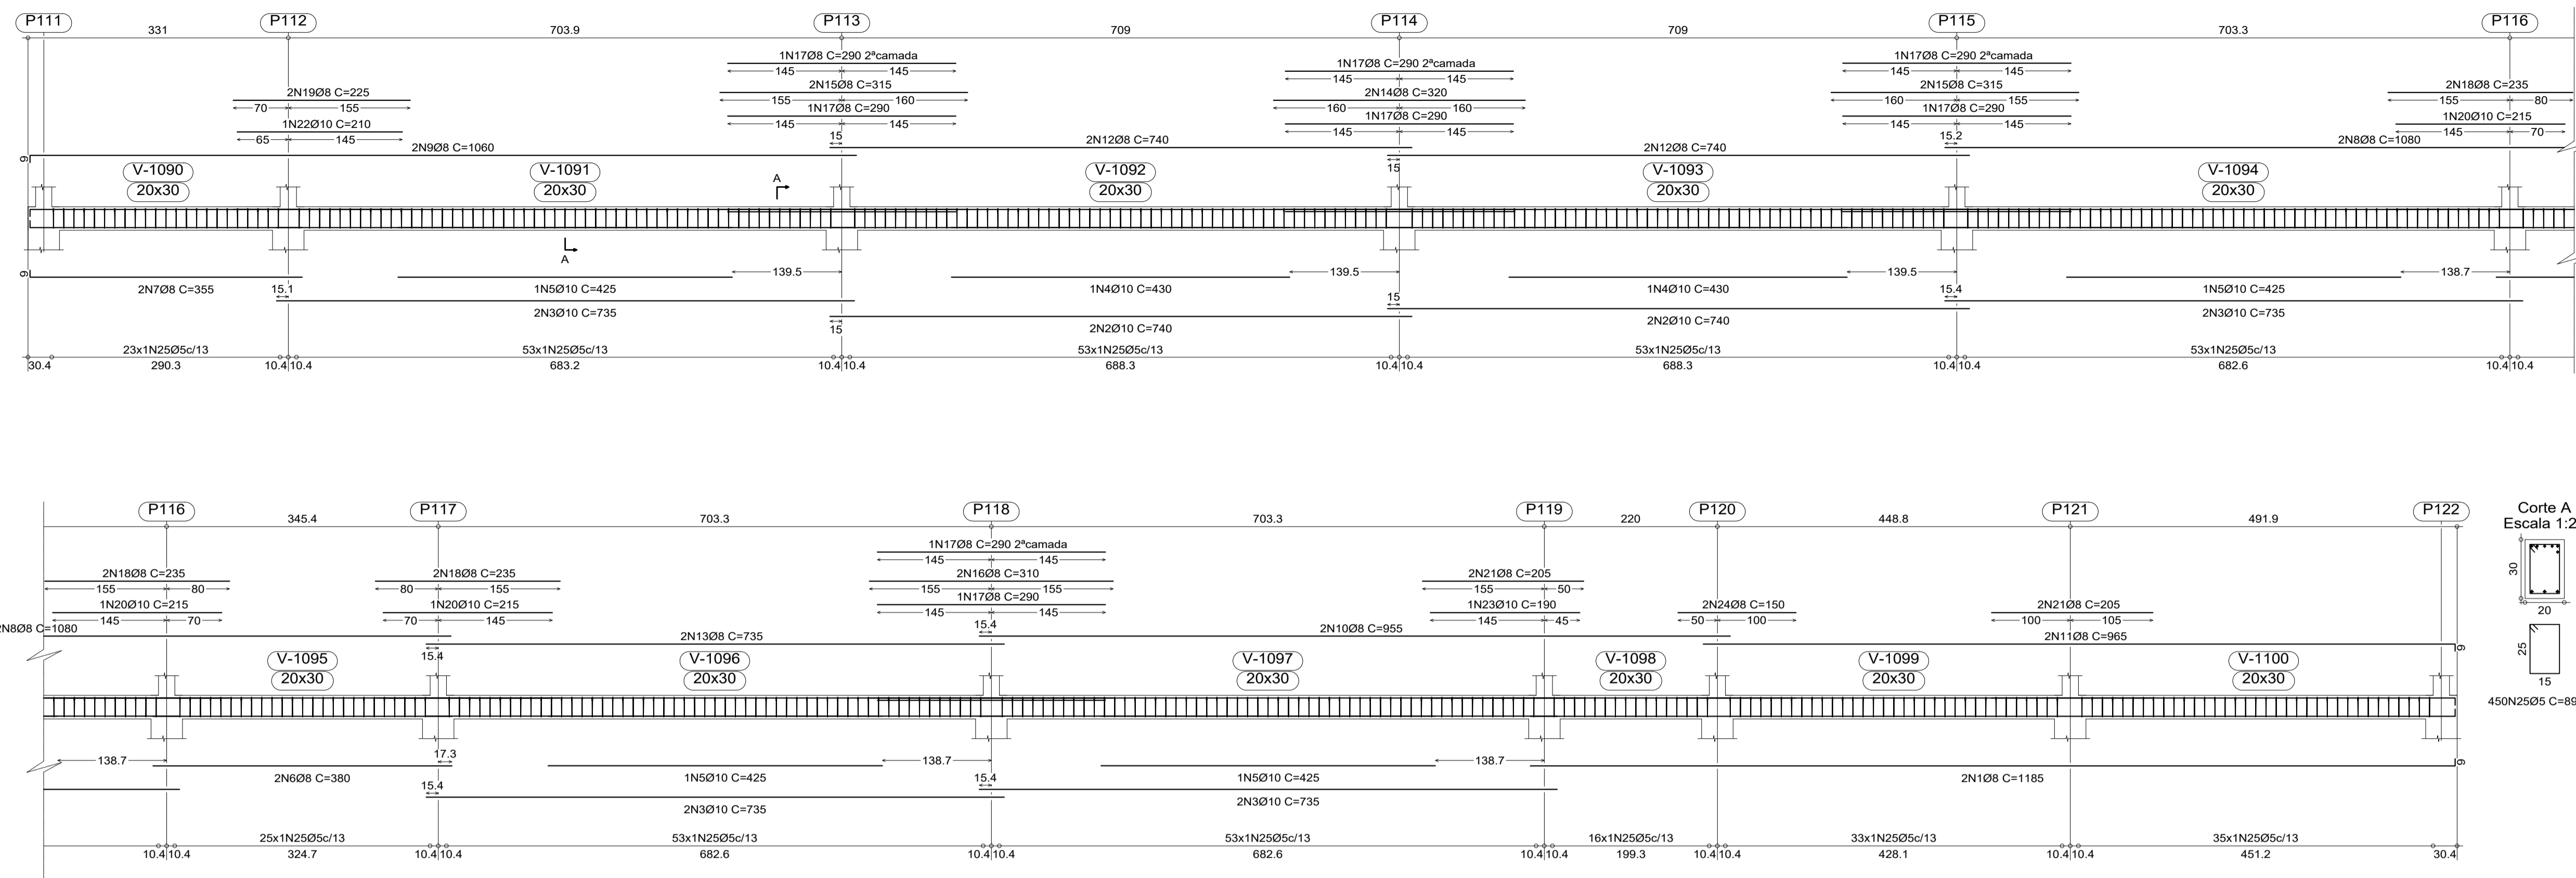 P111 P112 P113 P114 P115 P116
331 703.9 709 709 703.3
1N17Ø8 C=290 2ªcamada 1N17Ø8 C=290 2ªcamada 1N17Ø8 C=290 2ªcamada
145 145 145 145 145 145
2N19Ø8 C=225 2N15Ø8 C=315 2N14Ø8 C=320 2N15Ø8 C=315 2N18Ø8 C=235
70 155 155 160 160 160 160 155 155 80
1N22Ø10 C=210 1N17Ø8 C=290 1N17Ø8 C=290 1N17Ø8 C=290 1N20Ø10 C=215
65 145 145 145 145 145 145 145 145 70
15 15.2
2N9Ø8 C=1060 2N12Ø8 C=740 2N12Ø8 C=740 2N8Ø8 C=1080
9 15
V-1090 V-1091 V-1092 V-1093 V-1094
20x30 20x30 20x30 20x30 20x30
A
A
9 139.5 139.5 139.5 138.7
2N7Ø8 C=355 15.1 1N5Ø10 C=425 1N4Ø10 C=430 15 1N4Ø10 C=430 15.4 1N5Ø10 C=425
2N3Ø10 C=735 15 2N2Ø10 C=740 2N2Ø10 C=740 2N3Ø10 C=735
23x1N25Ø5c/13 53x1N25Ø5c/13 53x1N25Ø5c/13 53x1N25Ø5c/13 53x1N25Ø5c/13
30.4 290.3 10.4 10.4 683.2 10.4 10.4 688.3 10.4 10.4 688.3 10.4 10.4 682.6 10.4 10.4
P116 P117 P118 P119 P120 P121 P122
345.4 703.3 703.3 220 448.8 491.9
1N17Ø8 C=290 2ªcamada
145 145
2N18Ø8 C=235 2N18Ø8 C=235 2N16Ø8 C=310 2N21Ø8 C=205
155 80 80 155 155 155 155 50
1N20Ø10 C=215 1N20Ø10 C=215 1N17Ø8 C=290 1N23Ø10 C=190 2N24Ø8 C=150 2N21Ø8 C=205
145 70 70 145 145 145 145 45 50 100 100 105
2N8Ø8 C=1080 2N13Ø8 C=735 15.4 2N10Ø8 C=955 2N11Ø8 C=965
15.4 9
V-1095 V-1096 V-1097 V-1098 V-1099 V-1100
20x30 20x30 20x30 20x30 20x30 20x30
138.7 17.3 138.7 138.7 9
2N6Ø8 C=380 15.4 1N5Ø10 C=425 15.4 1N5Ø10 C=425 2N1Ø8 C=1185
2N3Ø10 C=735 2N3Ø10 C=735
25x1N25Ø5c/13 53x1N25Ø5c/13 53x1N25Ø5c/13 16x1N25Ø5c/13 33x1N25Ø5c/13 35x1N25Ø5c/13
10.4 10.4 324.7 10.4 10.4 682.6 10.4 10.4 682.6 10.4 10.4 199.3 10.4 10.4 428.1 10.4 10.4 451.2 30.4
Corte A
Escala 1:2
30
20
25
15
450N25Ø5 C=89